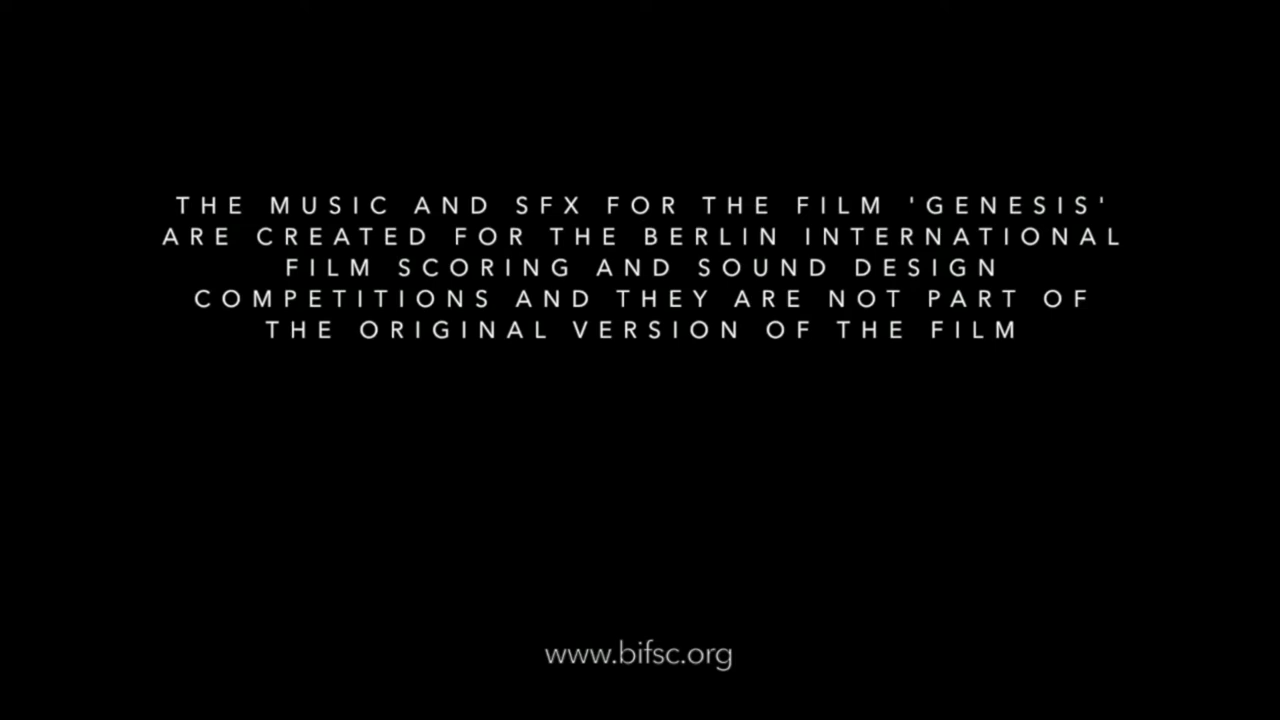 THE MUSIC AND SFX FOR THE FILM 'GENESIS'
ARE CREATED FOR THE BERLIN INTERNATIONAL
FILM SCORING AND SOUND DESIGN
COMPETITIONS AND THEY ARE NOT PART OF
THE ORIGINAL VERSION OF THE FILM
www.bifsc.org